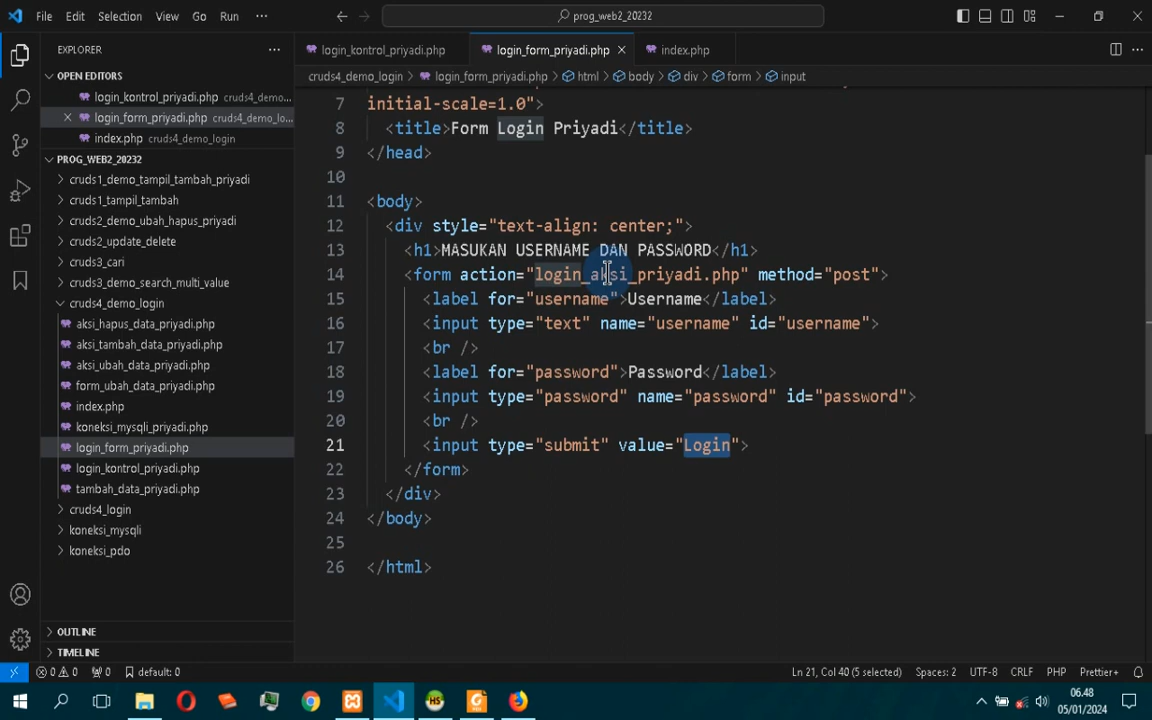 File Edit Selection View Go Run ··· prog_web2_20232
EXPLORER ···
OPEN EDITORS
login_kontrol_priyadi.php cruds4_demo...
login_form_priyadi.php cruds4_demo_lo...
index.php cruds4_demo_login
PROG_WEB2_20232
cruds1_demo_tampil_tambah_priyadi
cruds1_tampil_tambah
cruds2_demo_ubah_hapus_priyadi
cruds2_update_delete
cruds3_cari
cruds3_demo_search_multi_value
cruds4_demo_login
aksi_hapus_data_priyadi.php
aksi_tambah_data_priyadi.php
aksi_ubah_data_priyadi.php
form_ubah_data_priyadi.php
index.php
koneksi_mysqli_priyadi.php
login_form_priyadi.php
login_kontrol_priyadi.php
tambah_data_priyadi.php
cruds4_login
koneksi_mysqli
koneksi_pdo
OUTLINE
TIMELINE
login_kontrol_priyadi.php login_form_priyadi.php index.php
cruds4_demo_login > login_form_priyadi.php > html > body > div > form > input
7 initial-scale=1.0">
8 <title>Form Login Priyadi</title>
9 </head>
10
11 <body>
12 <div style="text-align: center;">
13 <h1>MASUKAN USERNAME DAN PASSWORD</h1>
14 <form action="login_aksi_priyadi.php" method="post">
15 <label for="username">Username</label>
16 <input type="text" name="username" id="username">
17 <br />
18 <label for="password">Password</label>
19 <input type="password" name="password" id="password">
20 <br />
21 <input type="submit" value="Login">
22 </form>
23 </div>
24 </body>
25
26 </html>
0 0 0 default: 0 Ln 21, Col 40 (5 selected) Spaces: 2 UTF-8 CRLF PHP Prettier+
06.48
05/01/2024